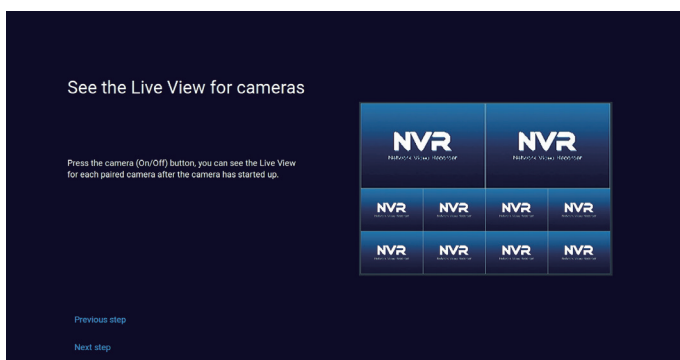 See the Live View for cameras
Press the camera (On/Off) button, you can see the Live View
for each paired camera after the camera has started up.
NVR NVR
Network Video Recorder Network Video Recorder
NVR NVR NVR NVR
NVR NVR NVR NVR
Previous step
Next step